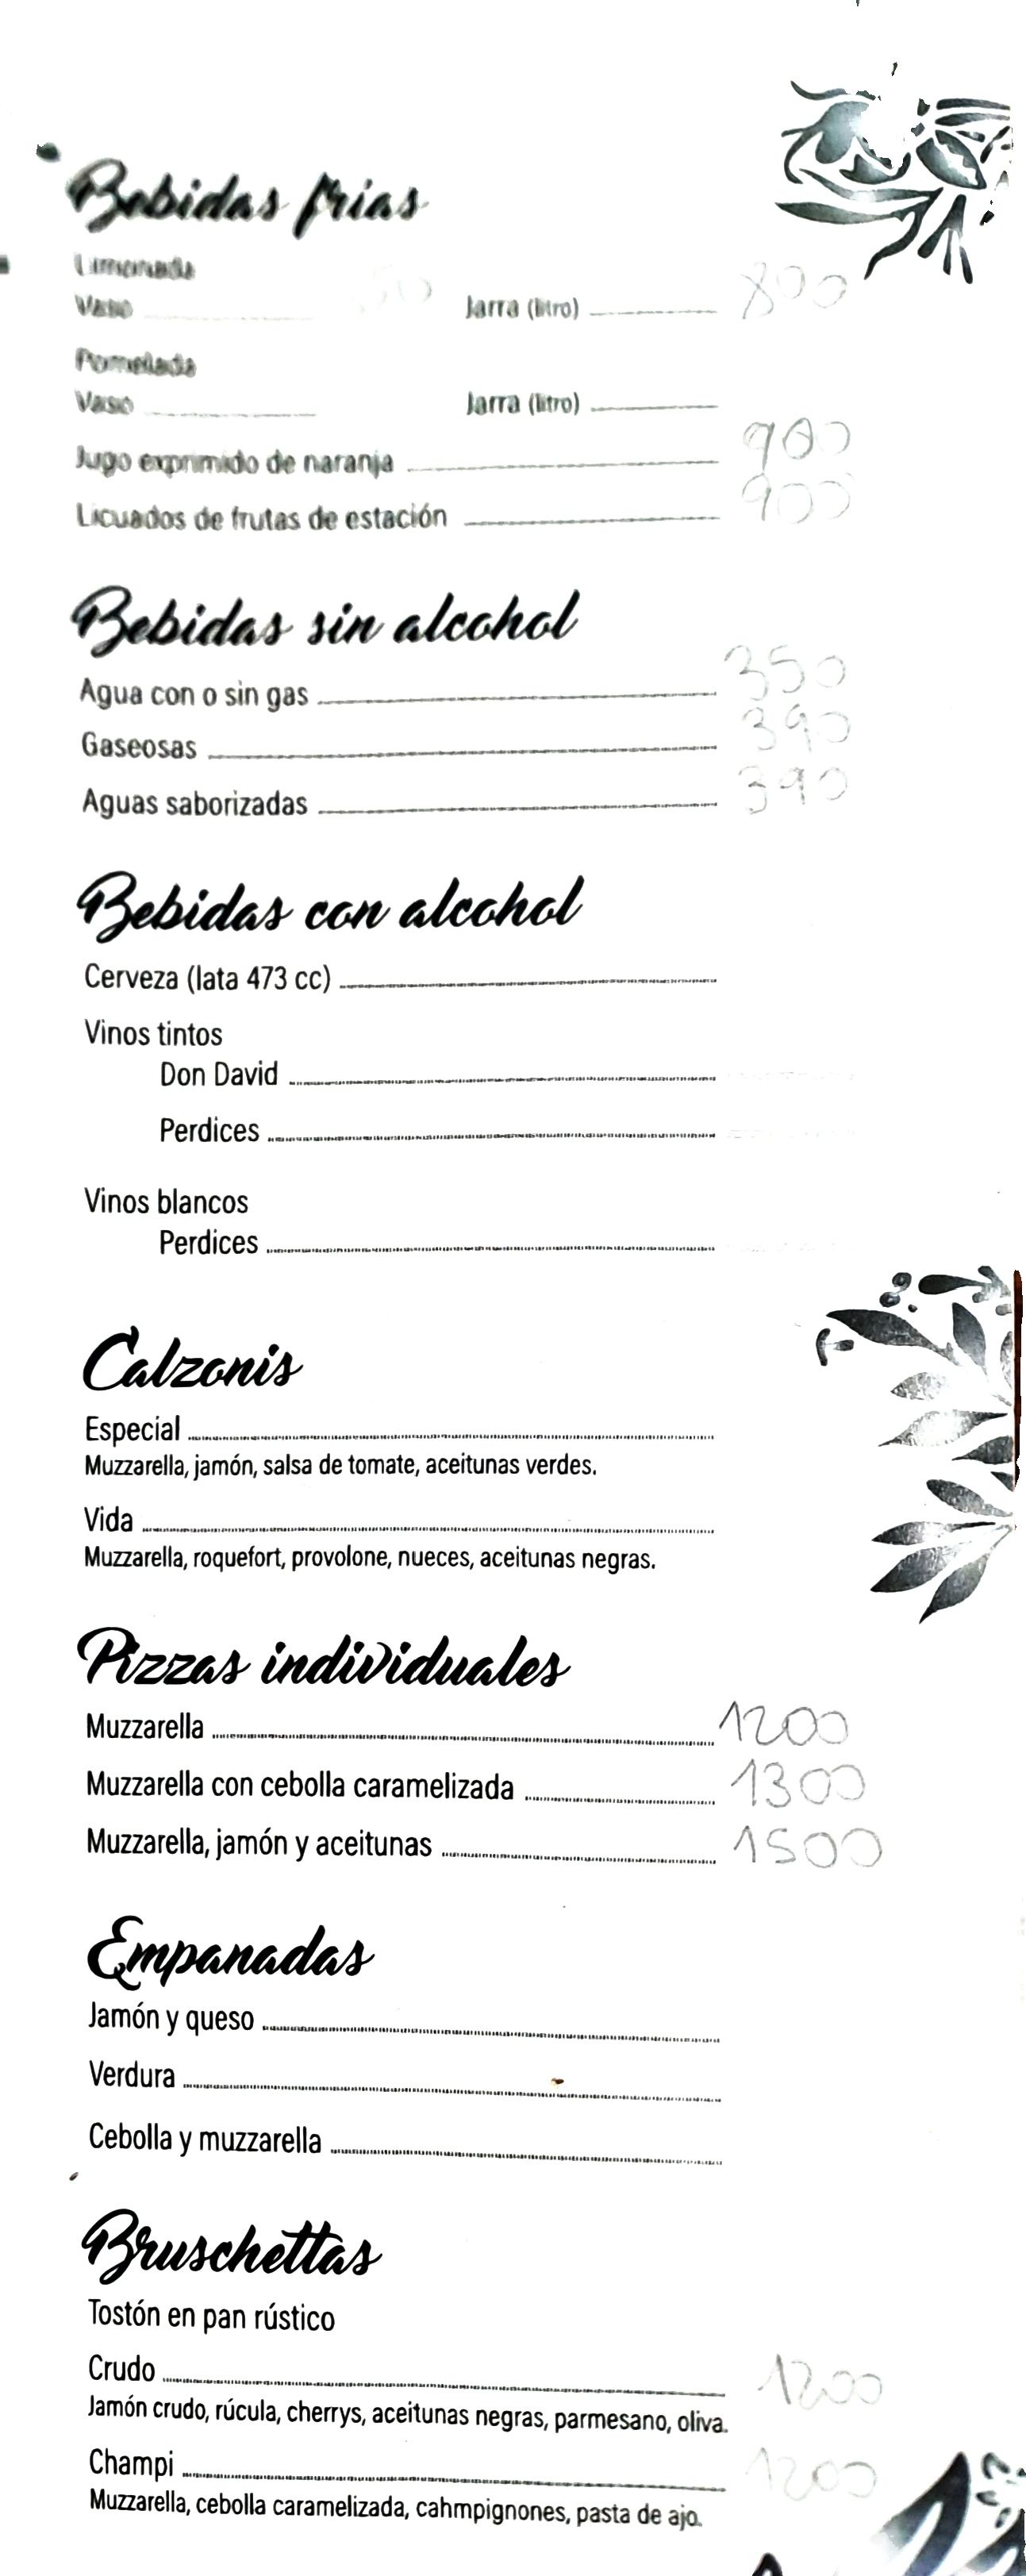 Bebidas frías
Limonada
Vaso Jarra (litro) 800
Pomelada
Vaso Jarra (litro)
Jugo exprimido de naranja 900
Licuados de frutas de estación 900
Bebidas sin alcohol
Agua con o sin gas 350
Gaseosas 390
Aguas saborizadas 390
Bebidas con alcohol
Cerveza (lata 473 cc)
Vinos tintos
Don David
Perdices
Vinos blancos
Perdices
Calzonis
Especial
Muzzarella, jamón, salsa de tomate, aceitunas verdes.
Vida
Muzzarella, roquefort, provolone, nueces, aceitunas negras.
Pizzas individuales
Muzzarella 1200
Muzzarella con cebolla caramelizada 1300
Muzzarella, jamón y aceitunas 1500
Empanadas
Jamón y queso
Verdura
Cebolla y muzzarella
Bruschettas
Tostón en pan rústico
Crudo 1200
Jamón crudo, rúcula, cherrys, aceitunas negras, parmesano, oliva.
Champi 1200
Muzzarella, cebolla caramelizada, cahmpignones, pasta de ajo.